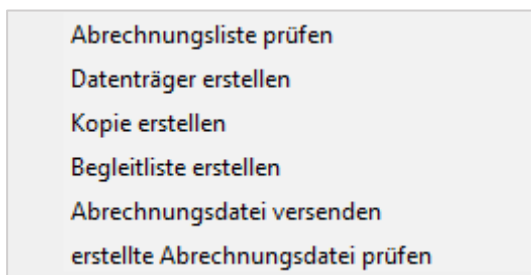 Abrechnungsliste prüfen
Datenträger erstellen
Kopie erstellen
Begleitliste erstellen
Abrechnungsdatei versenden
erstellte Abrechnungsdatei prüfen